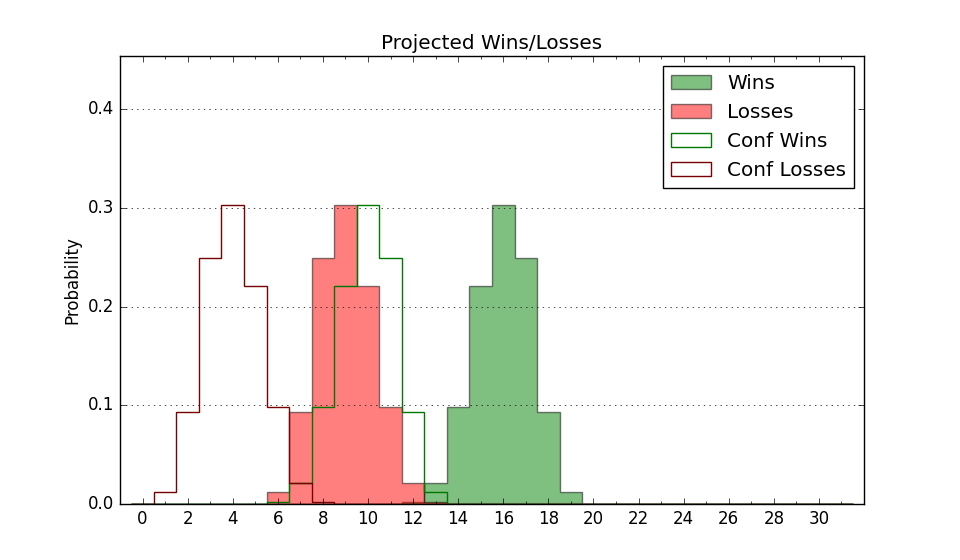 Projected Wins/Losses
Wins
Losses
Conf Wins
Conf Losses
Probability
0.4
0.3
0.2
0.1
0.0
0 2 4 6 8 10 12 14 16 18 20 22 24 26 28 30